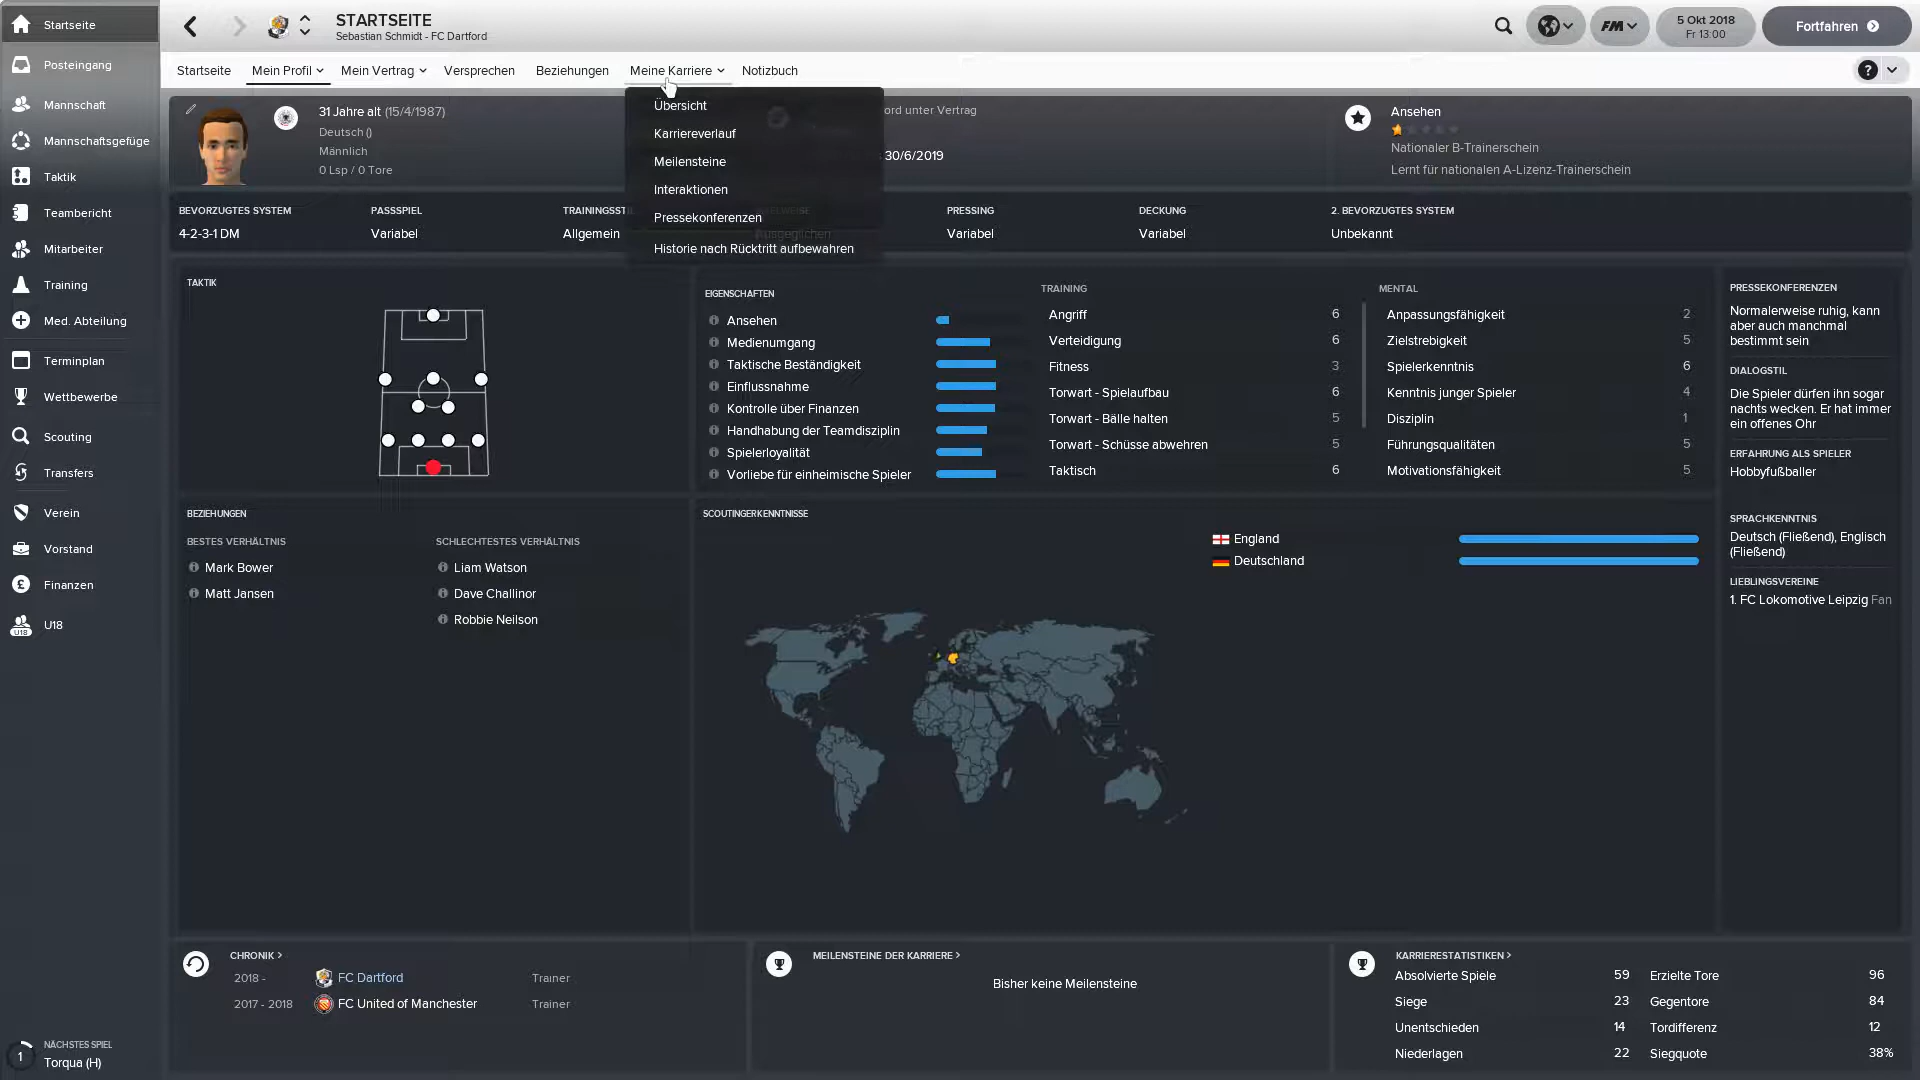 Startseite
Posteingang
Mannschaft
Mannschaftsgefüge
Taktik
Teambericht
Mitarbeiter
Training
Med. Abteilung
Terminplan
Wettbewerbe
Scouting
Transfers
Verein
Vorstand
Finanzen
U18
U18
1
NÄCHSTES SPIEL
Torqua (H)
STARTSEITE
Sebastian Schmidt - FC Dartford
FM
5 Okt 2018
Fr 13:00
Fortfahren
Startseite Mein Profil Mein Vertrag Versprechen Beziehungen Meine Karriere Notizbuch
?
31 Jahre alt (15/4/1987)
Deutsch ()
Männlich
0 Lsp / 0 Tore
Übersicht
Karriereverlauf
Meilensteine
Interaktionen
Pressekonferenzen
Historie nach Rücktritt aufbewahren
ord unter Vertrag
30/6/2019
Ansehen
Nationaler B-Trainerschein
Lernt für nationalen A-Lizenz-Trainerschein
BEVORZUGTES SYSTEM
4-2-3-1 DM
PASSSPIEL
Variabel
TRAININGSSTIL
Allgemein
Ausgeglichen
PRESSING
Variabel
DECKUNG
Variabel
2. BEVORZUGTES SYSTEM
Unbekannt
TAKTIK
EIGENSCHAFTEN
Ansehen
Medienumgang
Taktische Beständigkeit
Einflussnahme
Kontrolle über Finanzen
Handhabung der Teamdisziplin
Spielerloyalität
Vorliebe für einheimische Spieler
TRAINING
Angriff 6
Verteidigung 6
Fitness 3
Torwart - Spielaufbau 6
Torwart - Bälle halten 5
Torwart - Schüsse abwehren 5
Taktisch 6
MENTAL
Anpassungsfähigkeit 2
Zielstrebigkeit 5
Spielerkenntnis 6
Kenntnis junger Spieler 4
Disziplin 1
Führungsqualitäten 5
Motivationsfähigkeit 5
PRESSEKONFERENZEN
Normalerweise ruhig, kann
aber auch manchmal
bestimmt sein
DIALOGSTIL
Die Spieler dürfen ihn sogar
nachts wecken. Er hat immer
ein offenes Ohr
ERFAHRUNG ALS SPIELER
Hobbyfußballer
SPRACHKENNTNIS
Deutsch (Fließend), Englisch
(Fließend)
LIEBLINGSVEREINE
1. FC Lokomotive Leipzig Fan
BEZIEHUNGEN
BESTES VERHÄLTNIS
Mark Bower
Matt Jansen
SCHLECHTESTES VERHÄLTNIS
Liam Watson
Dave Challinor
Robbie Neilson
SCOUTINGERKENNTNISSE
England
Deutschland
CHRONIK >
2018 - FC Dartford Trainer
2017 - 2018 FC United of Manchester Trainer
MEILENSTEINE DER KARRIERE >
Bisher keine Meilensteine
KARRIERESTATISTIKEN >
Absolvierte Spiele 59 Erzielte Tore 96
Siege 23 Gegentore 84
Unentschieden 14 Tordifferenz 12
Niederlagen 22 Siegquote 38%